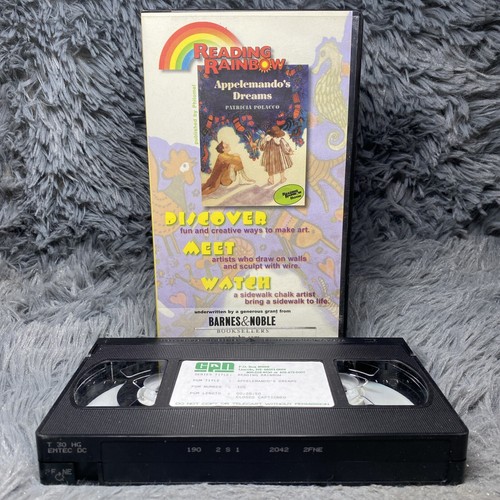 READING
RAINBOW
Appelemando's
Dreams
PATRICIA POLACCO
DISCOVER
fun and creative ways to make art.
MEET
artists who draw on walls
and sculpt with wire.
WATCH
a sidewalk chalk artist
bring a sidewalk to life.
underwritten by a generous grant from
BARNES & NOBLE
BOOKSELLERS
GPN
T 30 HG
EMTEC DC
190 2 S 1 2042 2FNE